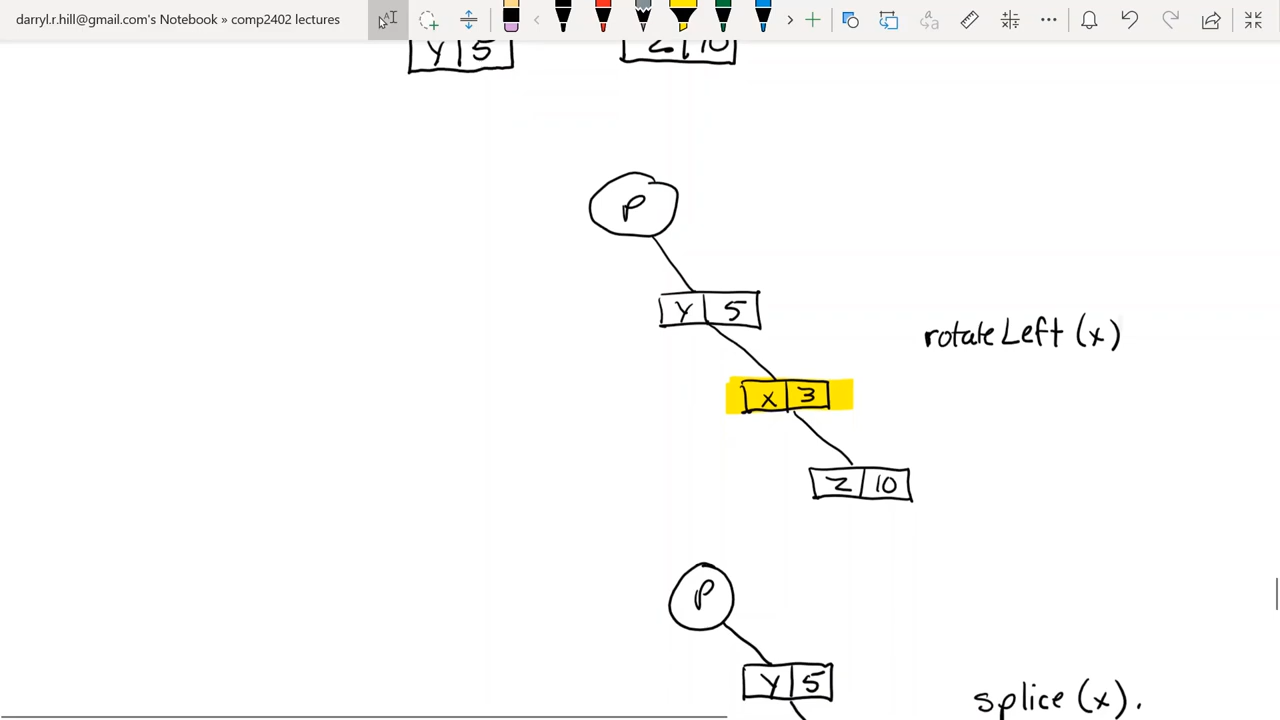 darryl.r.hill@gmail.com's Notebook » comp2402 lectures
Y 5
Z 10
P
Y 5
rotateLeft (x)
x 3
Z 10
P
Y 5
splice (x).